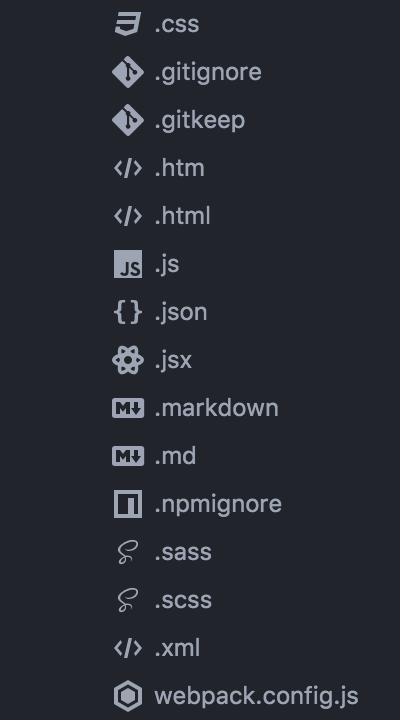 .css
.gitignore
.gitkeep
.htm
.html
JS .js
.json
.jsx
M .markdown
M .md
.npmignore
.sass
.scss
.xml
webpack.config.js